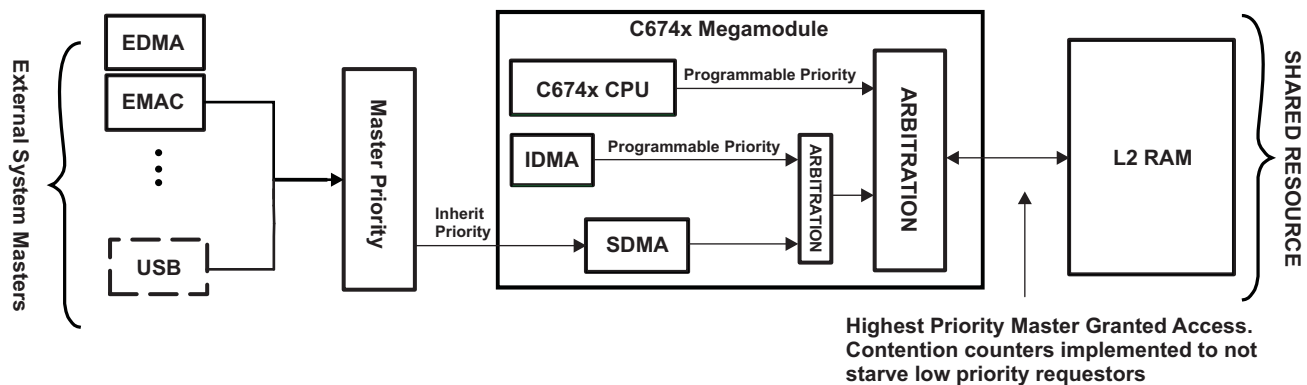 External System Masters
EDMA
EMAC
USB
Master Priority
Inherit
Priority
C674x Megamodule
C674x CPU
Programmable Priority
IDMA
Programmable Priority
SDMA
ARBITRATION
ARBITRATION
L2 RAM
SHARED RESOURCE
Highest Priority Master Granted Access.
Contention counters implemented to not
starve low priority requestors